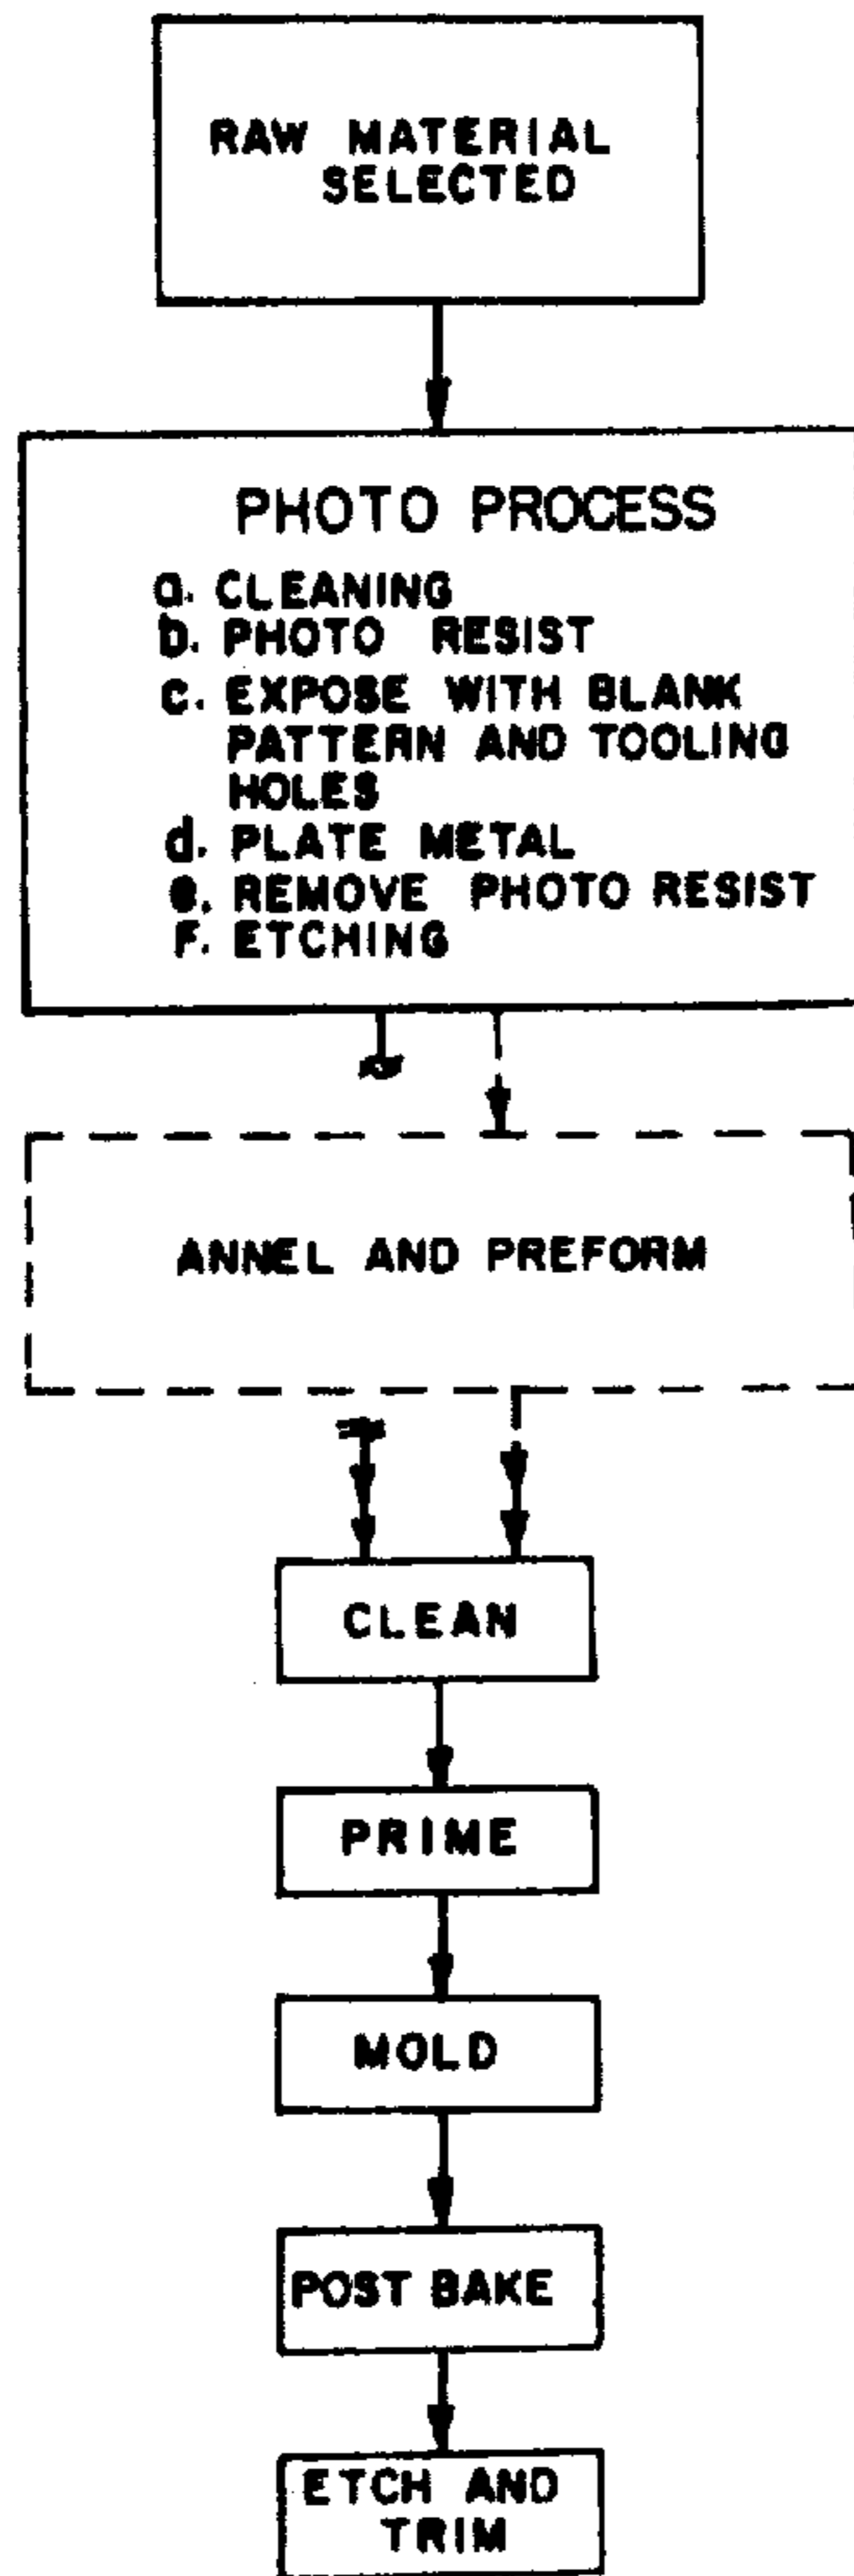 RAW MATERIAL
SELECTED
PHOTO PROCESS
a. CLEANING
b. PHOTO RESIST
c. EXPOSE WITH BLANK
PATTERN AND TOOLING
HOLES
d. PLATE METAL
e. REMOVE PHOTO RESIST
F. ETCHING
ANNEL AND PREFORM
CLEAN
PRIME
MOLD
POST BAKE
ETCH AND
TRIM